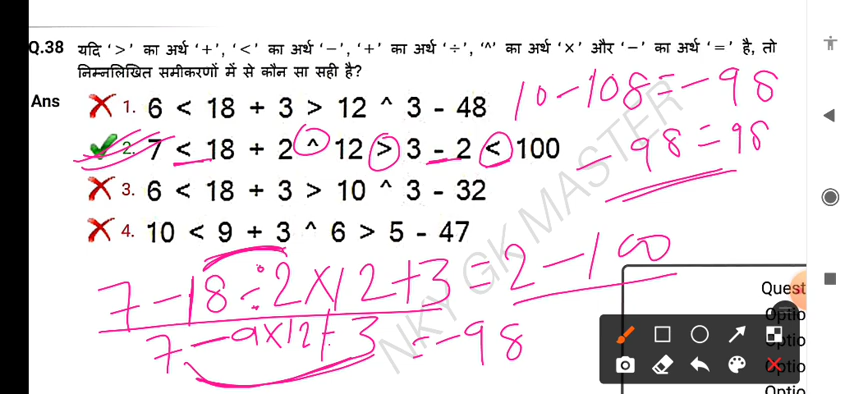 Q.38 यदि '>' का अर्थ '+', '<' का अर्थ '−', '+' का अर्थ '÷', '^' का अर्थ '×' और '−' का अर्थ '=' है, तो
निम्नलिखित समीकरणों में से कौन सा सही है?
Ans
1. 6 < 18 + 3 > 12 ^ 3 - 48
2. 7 < 18 + 2 ^ 12 > 3 - 2 < 100
3. 6 < 18 + 3 > 10 ^ 3 - 32
4. 10 < 9 + 3 ^ 6 > 5 - 47
10-108=-98
-98=98
7-18÷2×12+3=2-100
7-9×12+3=-98
NKY GK MASTER
Quest
Optio
Optio
Optio
Optio